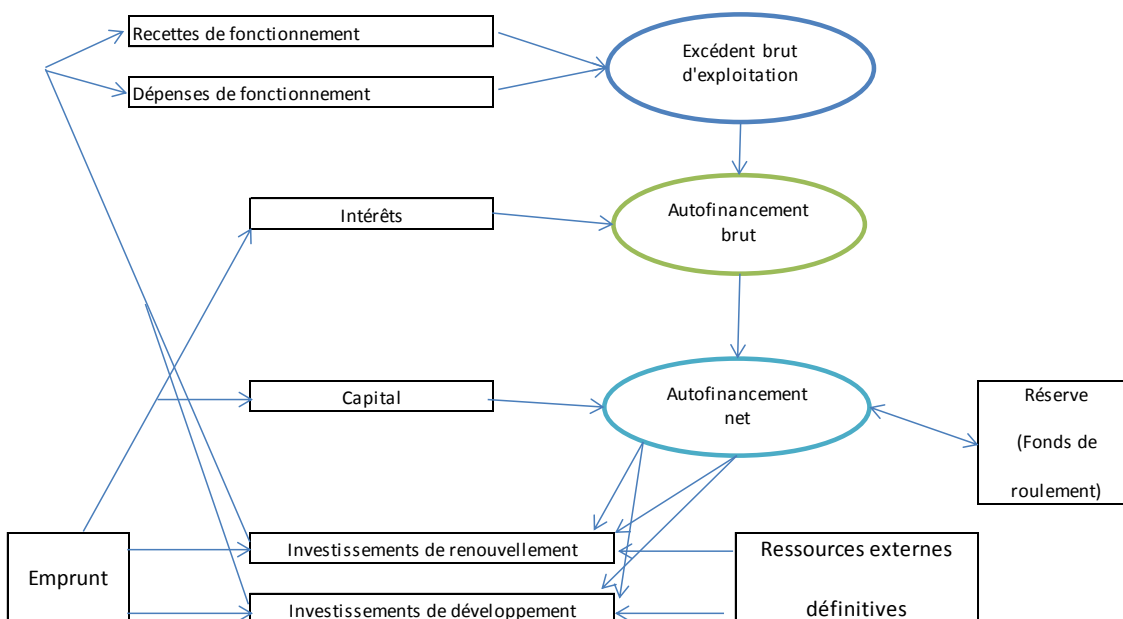 Recettes de fonctionnement
Excédent brut
d'exploitation
Dépenses de fonctionnement
Intérêts
Autofinancement
brut
Capital
Autofinancement
net
Réserve
(Fonds de
roulement)
Emprunt
Investissements de renouvellement
Investissements de développement
Ressources externes
définitives